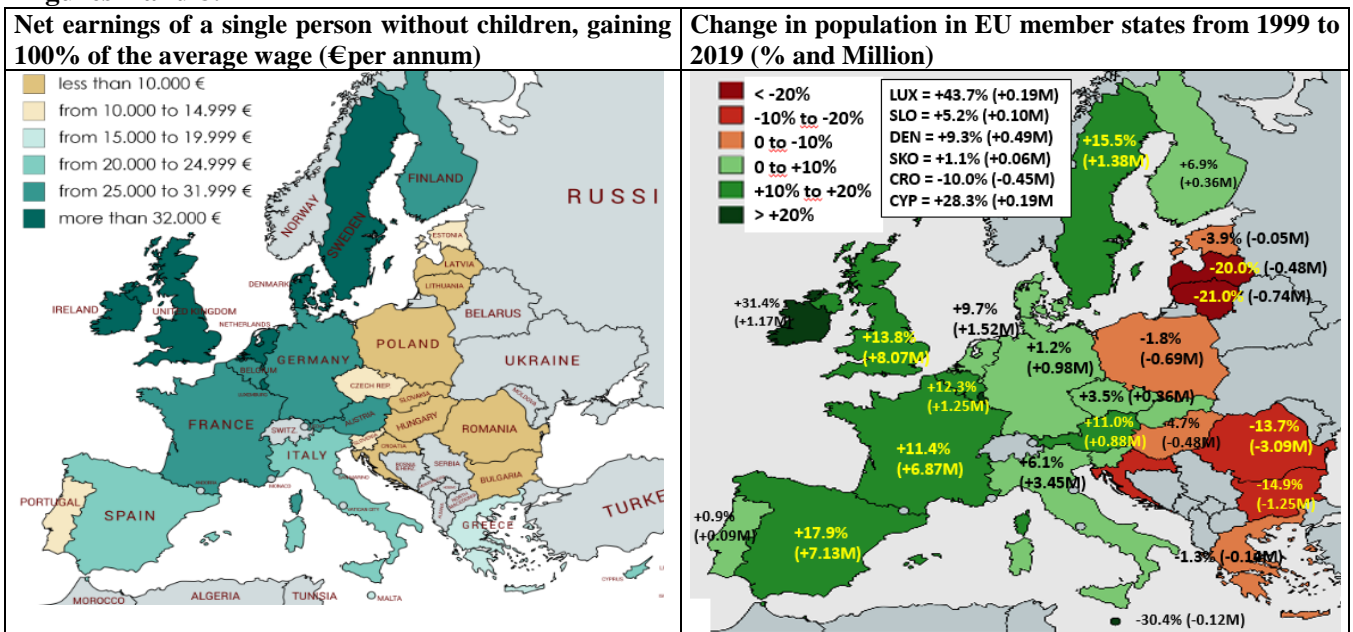 Net earnings of a single person without children, gaining
100% of the average wage (€per annum)
less than 10.000 €
from 10.000 to 14.999 €
from 15.000 to 19.999 €
from 20.000 to 24.999 €
from 25.000 to 31.999 €
more than 32.000 €
FINLAND
RUSSI
NORWAY
SWEDEN
ESTONIA
LATVIA
LITHUANIA
DENMARK
IRELAND
UNITED KINGDOM
NETHERLANDS
BELARUS
POLAND
GERMANY
BELGIUM
UKRAINE
LUXEMBURG
CZECH REP.
SLOVAKIA
MOLDOVA
FRANCE
SWITZ.
AUSTRIA
HUNGARY
SLOVENIA
CROATIA
ROMANIA
ITALY
SERBIA
BULGARIA
MONACO
SAN MARINO
VATICAN CITY
PORTUGAL
SPAIN
GREECE
TURKE
CYPRUS
MALTA
MOROCCO
ALGERIA
TUNISIA
Change in population in EU member states from 1999 to
2019 (% and Million)
< -20%
-10% to -20%
0 to -10%
0 to +10%
+10% to +20%
> +20%
LUX = +43.7% (+0.19M)
SLO = +5.2% (+0.10M)
DEN = +9.3% (+0.49M)
SKO = +1.1% (+0.06M)
CRO = -10.0% (-0.45M)
CYP = +28.3% (+0.19M
+15.5%
(+1.38M)
+6.9%
(+0.36M)
-3.9% (-0.05M)
-20.0% (-0.48M)
-21.0% (-0.74M)
+31.4%
(+1.17M)
+9.7%
(+1.52M)
+13.8%
(+8.07M)
+1.2%
(+0.98M)
-1.8%
(-0.69M)
+12.3%
(+1.25M)
+3.5% (+0.36M)
+11.0%
(+0.88M)
-4.7%
(-0.48M)
-13.7%
(-3.09M)
+11.4%
(+6.87M)
+6.1%
(+3.45M)
-14.9%
(-1.25M)
+0.9%
(+0.09M)
+17.9%
(+7.13M)
-1.3% (-0.14M)
-30.4% (-0.12M)